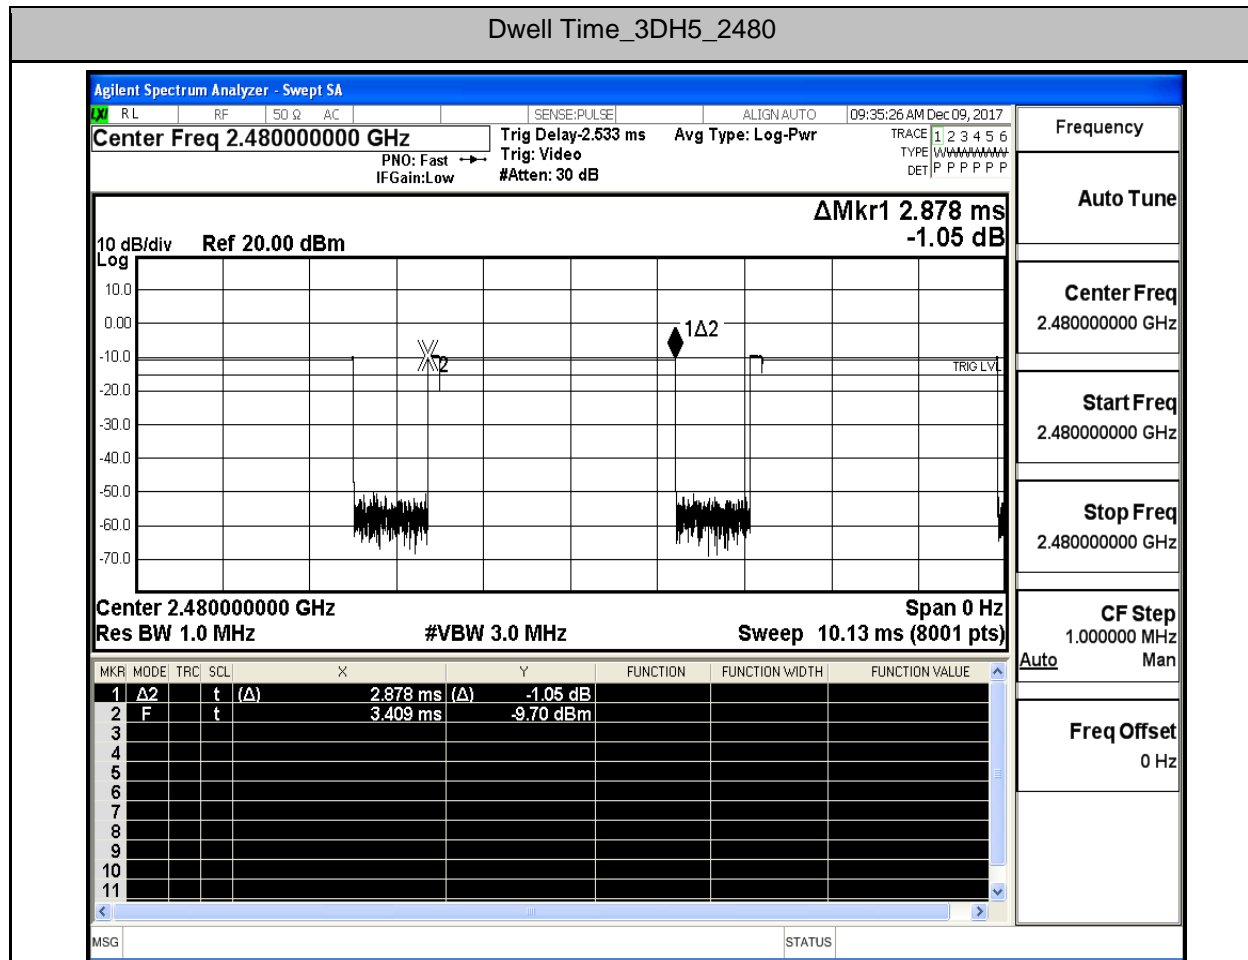 Dwell Time_3DH5_2480
Agilent Spectrum Analyzer - Swept SA
LXI RL RF 50 Ω AC SENSE:PULSE ALIGN AUTO 09:35:26 AM Dec 09, 2017
Center Freq 2.480000000 GHz
PNO: Fast
IFGain:Low
Trig Delay-2.533 ms
Trig: Video
#Atten: 30 dB
Avg Type: Log-Pwr
TRACE 1 2 3 4 5 6
TYPE WWWWWW
DET P P P P P P
ΔMkr1 2.878 ms
-1.05 dB
10 dB/div Ref 20.00 dBm
Log
10.0
0.00
-10.0
-20.0
-30.0
-40.0
-50.0
-60.0
-70.0
1Δ2
2
TRIG LVL
Center 2.480000000 GHz Span 0 Hz
Res BW 1.0 MHz #VBW 3.0 MHz Sweep 10.13 ms (8001 pts)
MKR MODE TRC SCL X Y FUNCTION FUNCTION WIDTH FUNCTION VALUE
1 Δ2 t (Δ) 2.878 ms (Δ) -1.05 dB
2 F t 3.409 ms -9.70 dBm
3
4
5
6
7
8
9
10
11
MSG STATUS
Frequency
Auto Tune
Center Freq
2.480000000 GHz
Start Freq
2.480000000 GHz
Stop Freq
2.480000000 GHz
CF Step
1.000000 MHz
Auto Man
Freq Offset
0 Hz